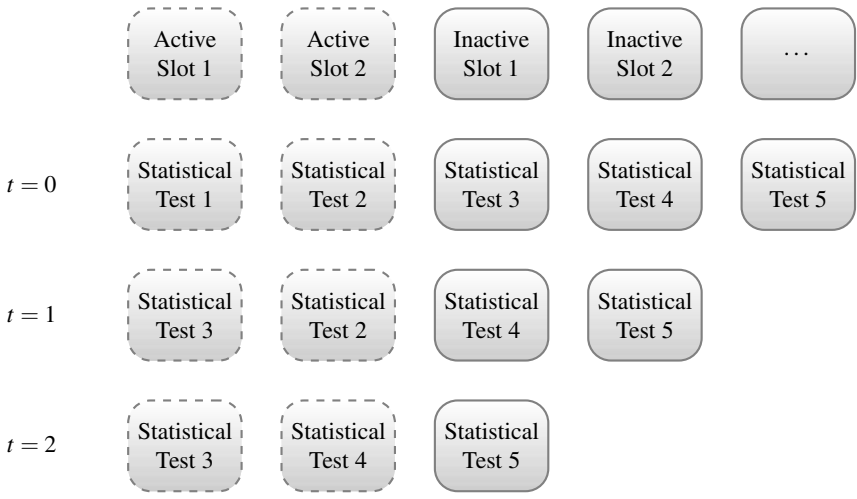 Active Active Inactive Inactive ...
Slot 1 Slot 2 Slot 1 Slot 2
t = 0 Statistical Statistical Statistical Statistical Statistical
Test 1 Test 2 Test 3 Test 4 Test 5
t = 1 Statistical Statistical Statistical Statistical
Test 3 Test 2 Test 4 Test 5
t = 2 Statistical Statistical Statistical
Test 3 Test 4 Test 5